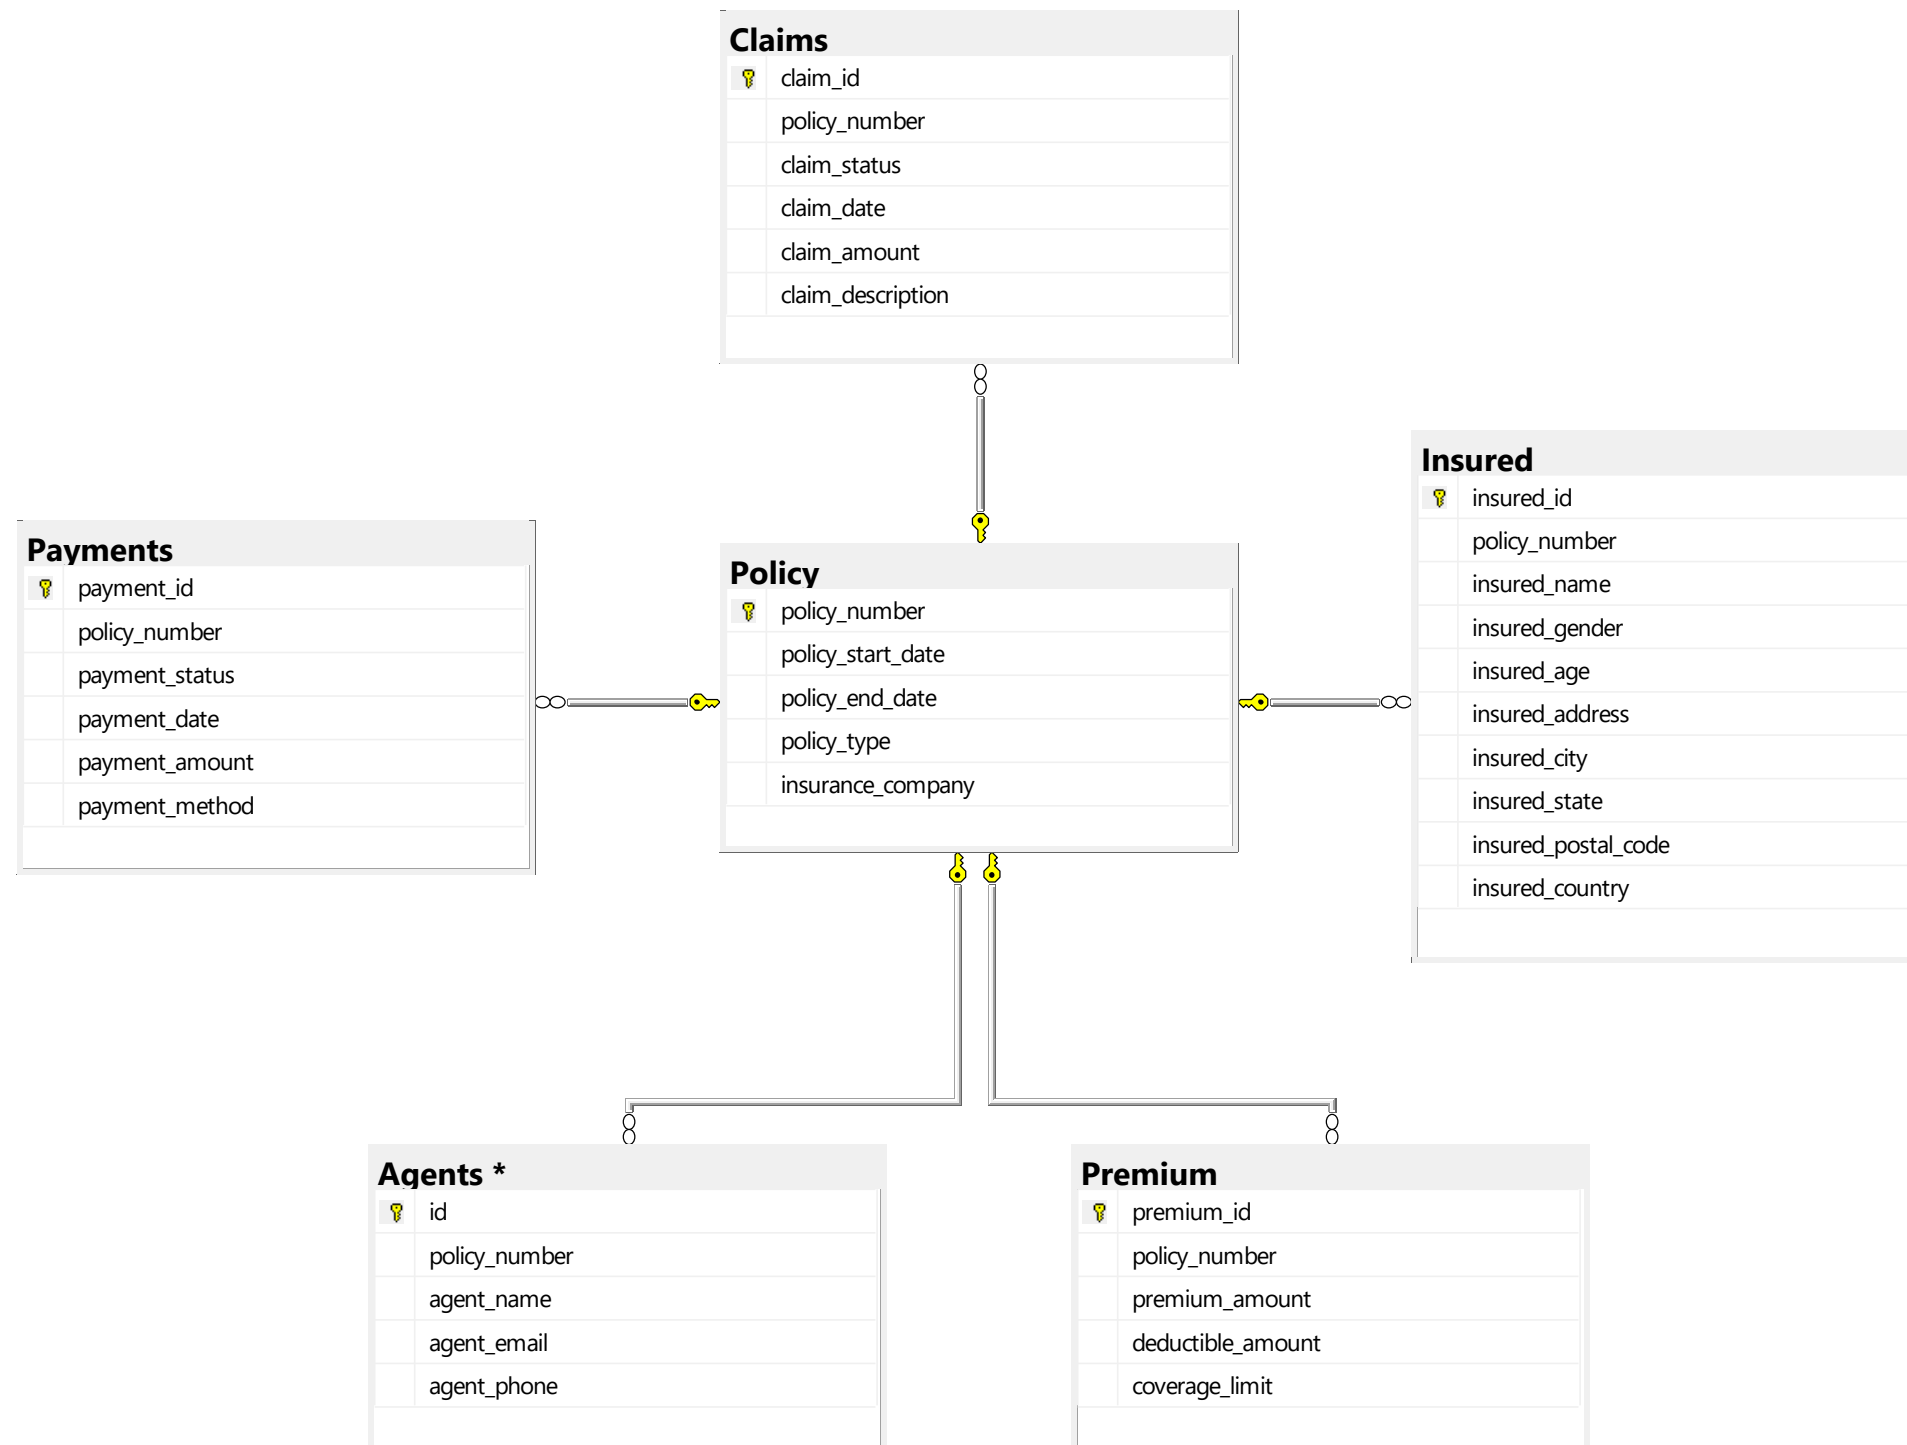 Claims
claim_id
policy_number
claim_status
claim_date
claim_amount
claim_description
Payments
payment_id
policy_number
payment_status
payment_date
payment_amount
payment_method
Policy
policy_number
policy_start_date
policy_end_date
policy_type
insurance_company
Insured
insured_id
policy_number
insured_name
insured_gender
insured_age
insured_address
insured_city
insured_state
insured_postal_code
insured_country
Agents *
id
policy_number
agent_name
agent_email
agent_phone
Premium
premium_id
policy_number
premium_amount
deductible_amount
coverage_limit